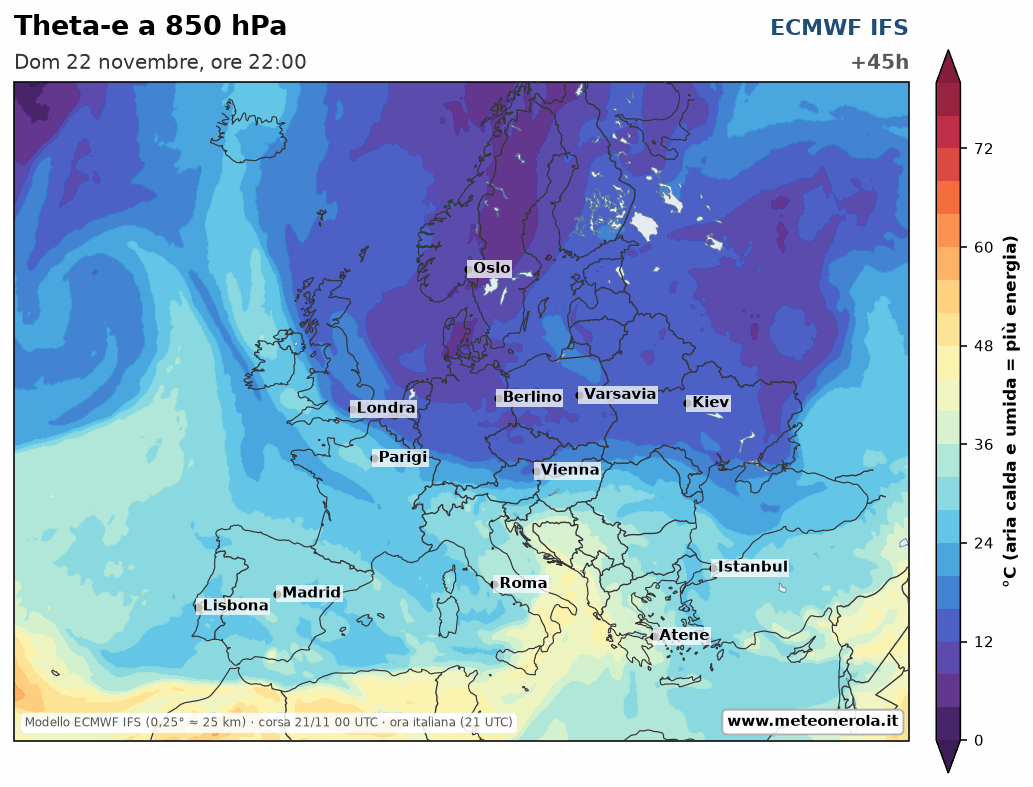 Theta-e a 850 hPa
ECMWF IFS
Dom 22 novembre, ore 22:00
+45h
72
60
48
36
24
12
0
°C (aria calda e umida = più energia)
Oslo
Londra
Berlino
Varsavia
Kiev
Parigi
Vienna
Istanbul
Roma
Madrid
Lisbona
Atene
Modello ECMWF IFS (0,25° ≈ 25 km) · corsa 21/11 00 UTC · ora italiana (21 UTC)
www.meteonerola.it